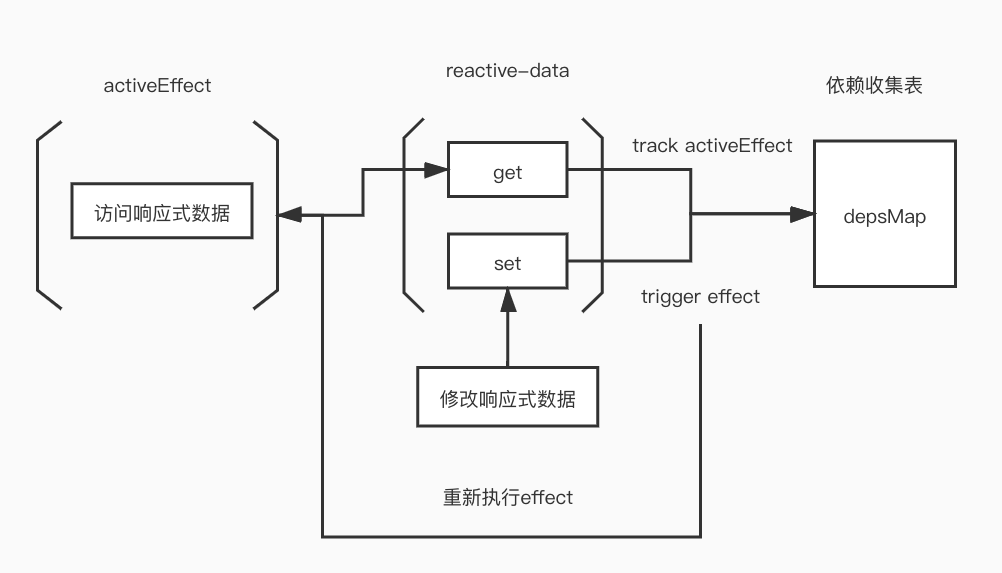 activeEffect
reactive-data
依赖收集表
访问响应式数据
get
track activeEffect
set
depsMap
trigger effect
修改响应式数据
重新执行effect